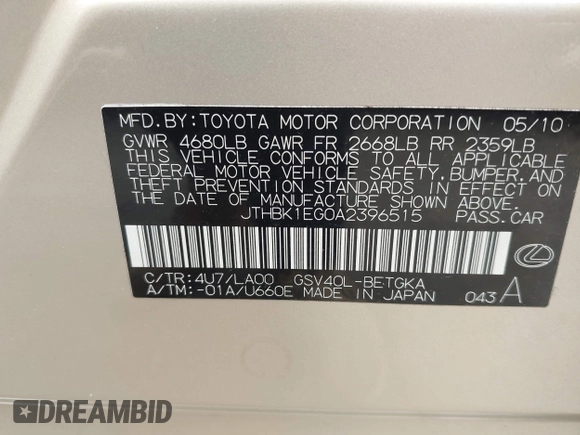 MFD. BY: TOYOTA MOTOR CORPORATION 05/10
GVWR 4680LB GAWR FR 2668LB RR 2359LB
THIS VEHICLE CONFORMS TO ALL APPLICABLE
FEDERAL MOTOR VEHICLE SAFETY, BUMPER, AND
THEFT PREVENTION STANDARDS IN EFFECT ON
THE DATE OF MANUFACTURE SHOWN ABOVE.
JTHBK1EG0A2396515 PASS. CAR
C/TR: 4U7/LA00 GSV40L-BETGKA
A/TM: -01A/U660E MADE IN JAPAN 043 A
DREAMBID